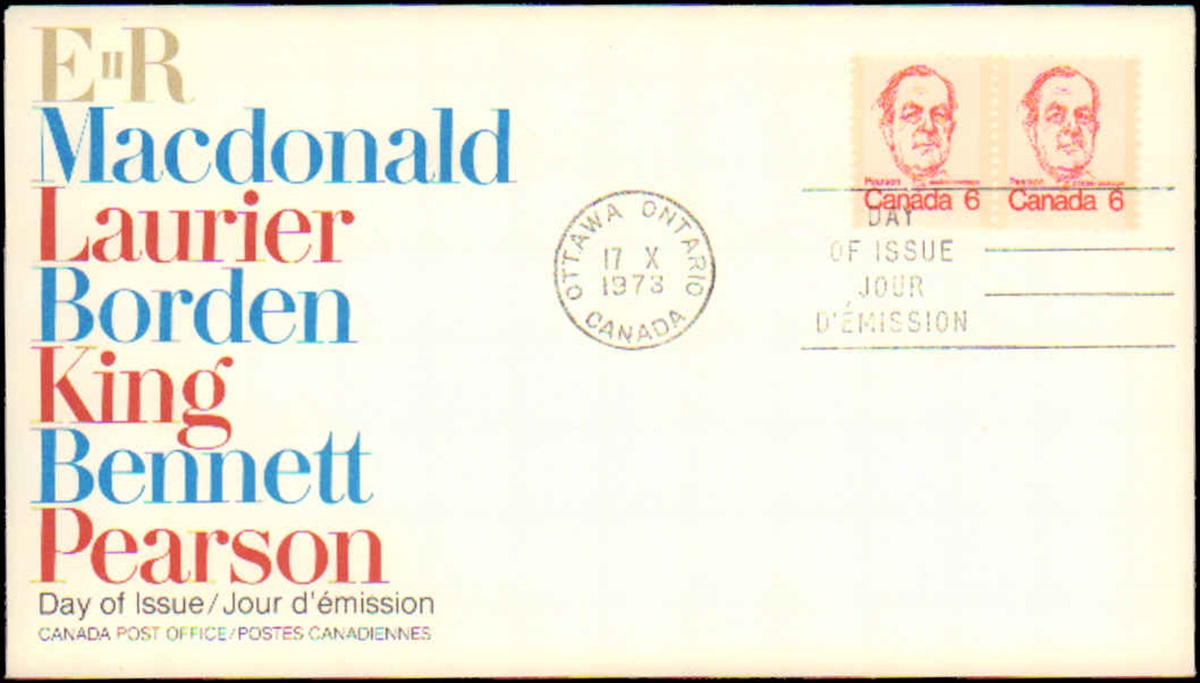 E II R
Macdonald
Laurier
Borden
King
Bennett
Pearson
Day of Issue/Jour d'émission
CANADA POST OFFICE/POSTES CANADIENNES
OTTAWA ONTARIO
17 X
1973
CANADA
Pearson
Canada 6
Pearson
Canada 6
DAY
OF ISSUE
JOUR
D'ÉMISSION